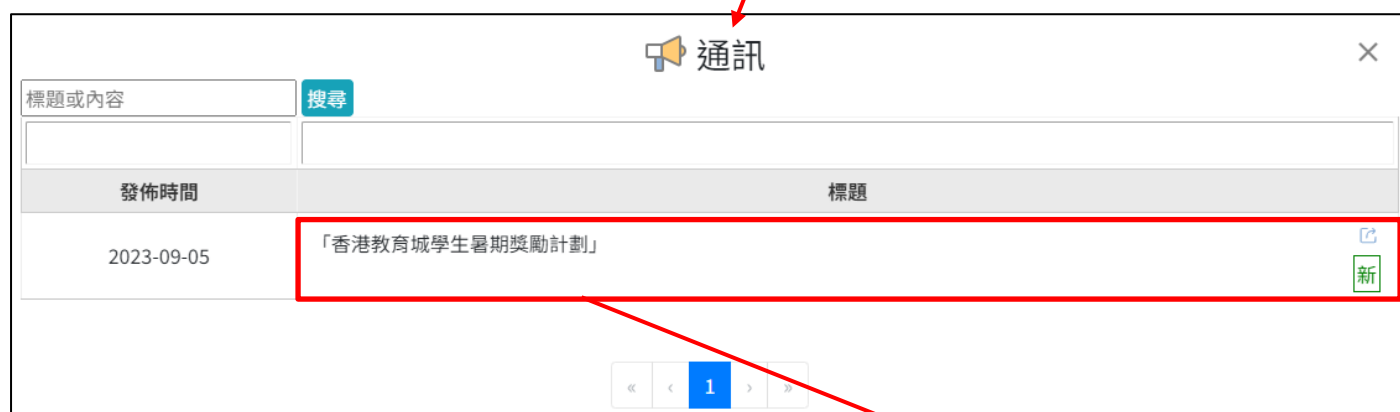 通訊
×
標題或內容 搜尋
發佈時間 標題
2023-09-05 「香港教育城學生暑期獎勵計劃」
新
« ‹ 1 › »